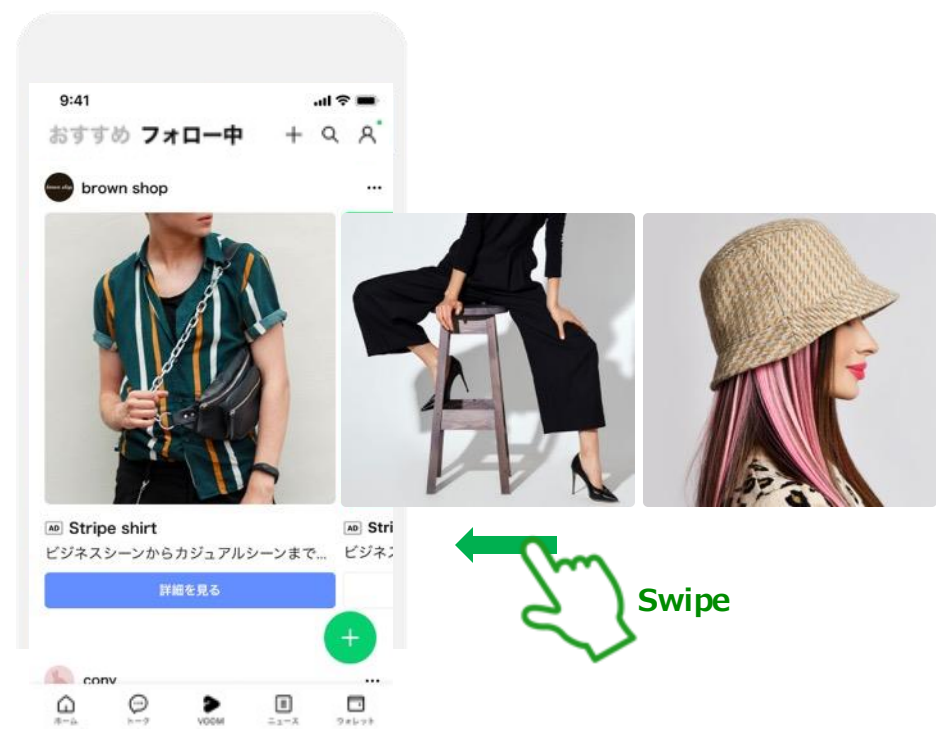 9:41
おすすめ フォロー中
brown shop
AD Stripe shirt
AD Stri
ビジネスシーンからカジュアルシーンまで...
ビジネス
詳細を見る
Swipe
cony
ホーム トーク VOOM ニュース ウォレット